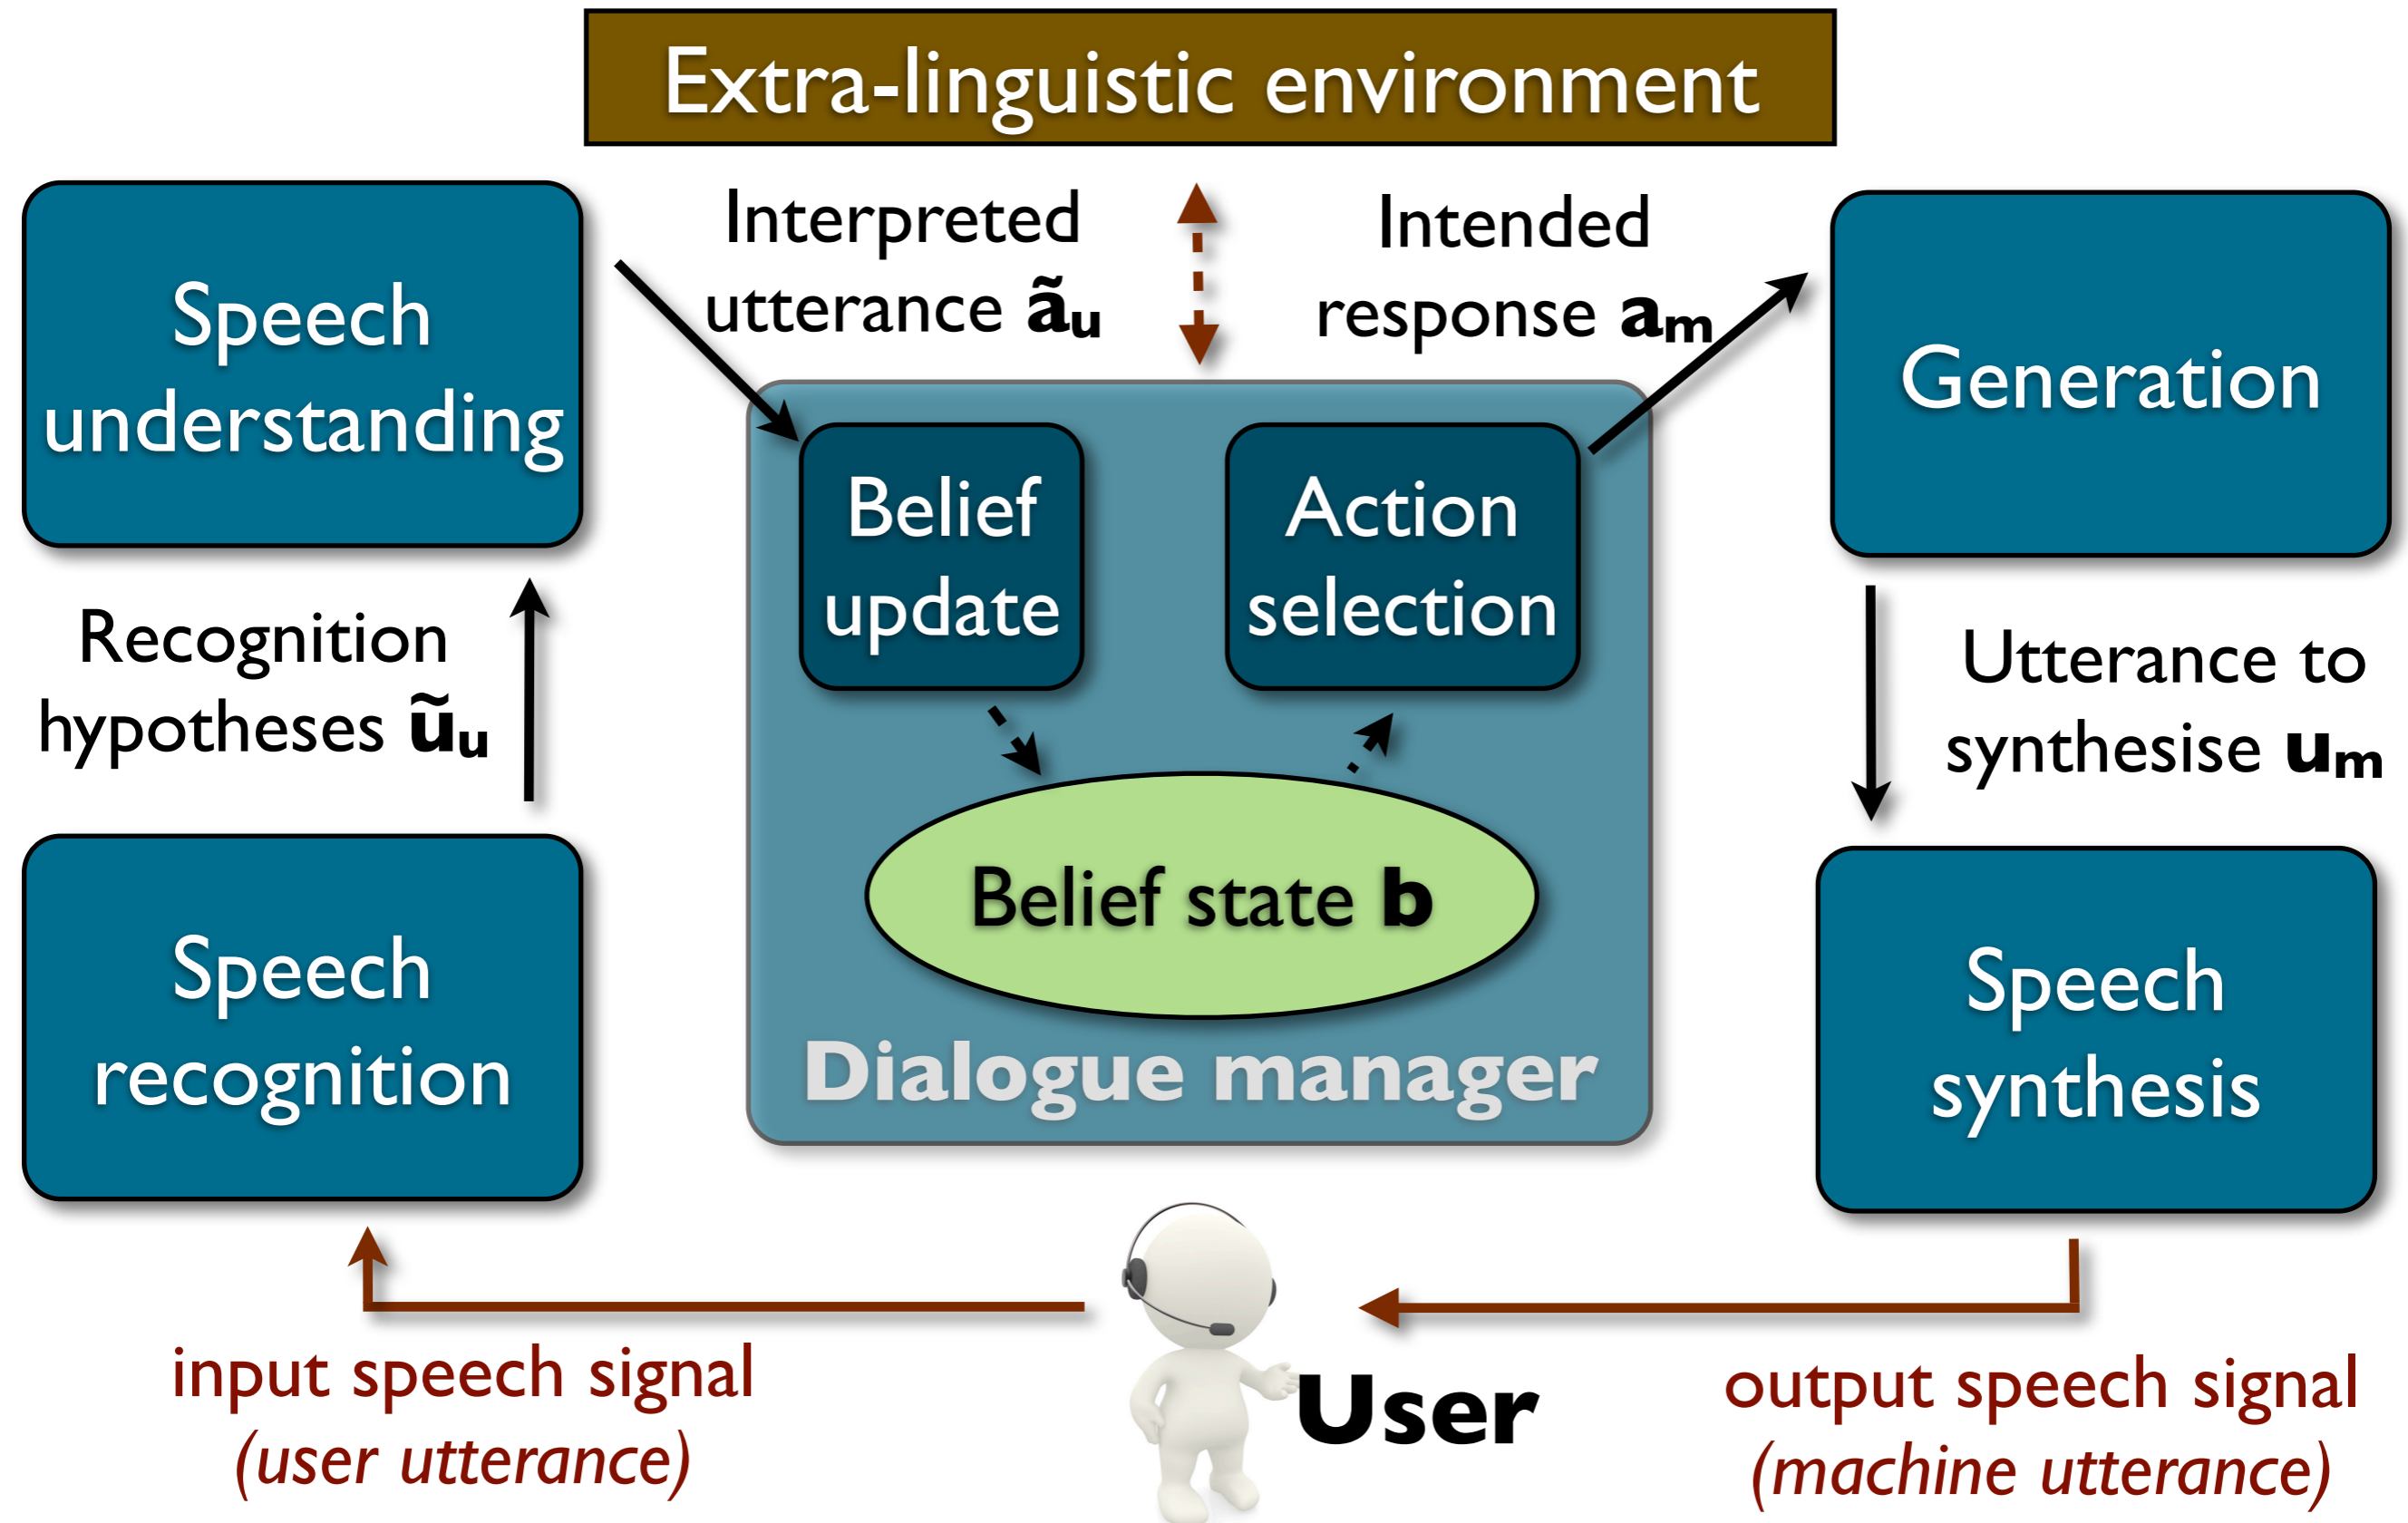 Extra-linguistic environment
Speech
understanding
Interpreted
utterance ãᵤ
Intended
response aₘ
Generation
Belief
update
Action
selection
Recognition
hypotheses ũᵤ
Utterance to
synthesise uₘ
Belief state b
Speech
recognition
Dialogue manager
Speech
synthesis
input speech signal
(user utterance)
User
output speech signal
(machine utterance)